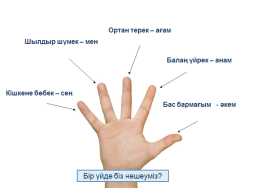 Ортан терек – ағам
Шылдыр шүмек – мен
Балаң үйрек – анам
Кішкене бөбек – сен.
Бас бармағым - әкем
Бір үйде біз нешеуміз?